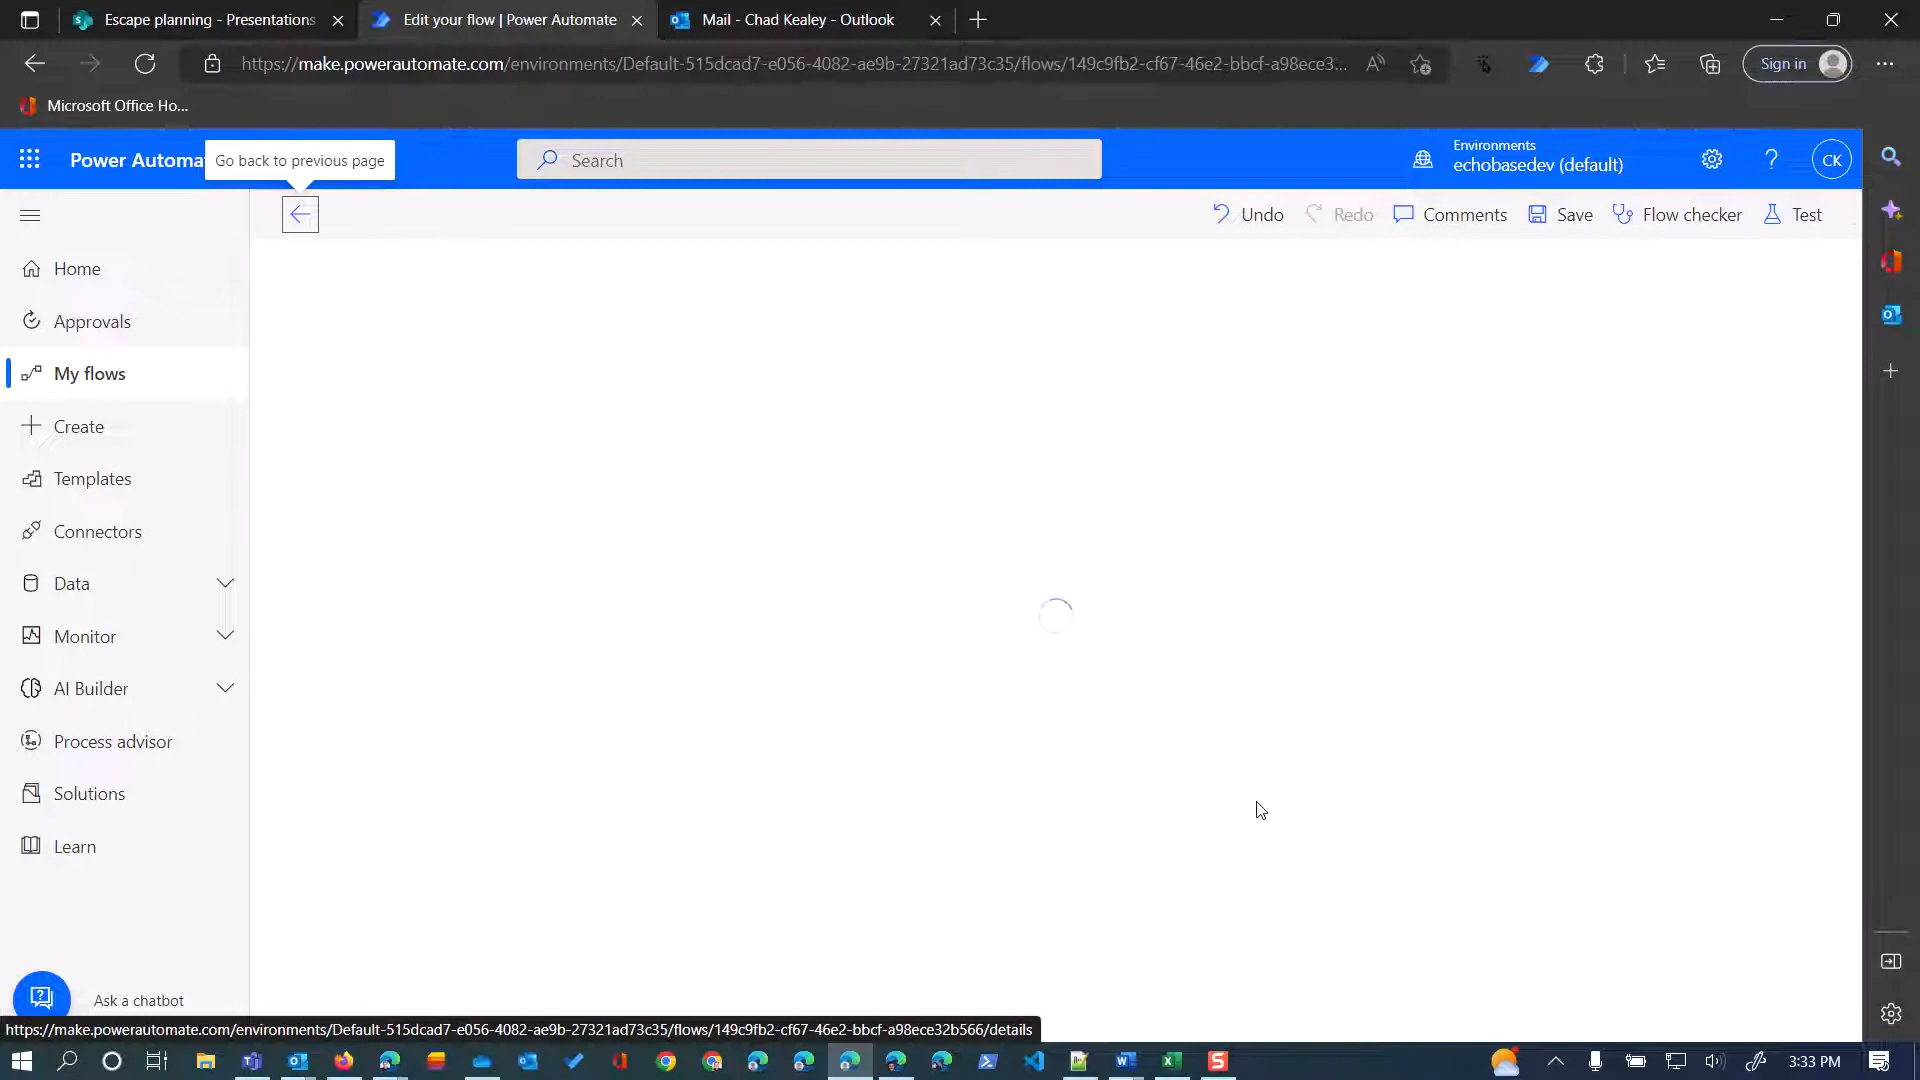 Escape planning - Presentations
Edit your flow | Power Automate
Mail - Chad Kealey - Outlook
https://make.powerautomate.com/environments/Default-515dcad7-e056-4082-ae9b-27321ad73c35/flows/149c9fb2-cf67-46e2-bbcf-a98ece3...
Sign in
Microsoft Office Ho...
Power Automa
Go back to previous page
Search
Environments
echobasedev (default)
CK
Undo
Redo
Comments
Save
Flow checker
Test
Home
Approvals
My flows
Create
Templates
Connectors
Data
Monitor
AI Builder
Process advisor
Solutions
Learn
Ask a chatbot
https://make.powerautomate.com/environments/Default-515dcad7-e056-4082-ae9b-27321ad73c35/flows/149c9fb2-cf67-46e2-bbcf-a98ece32b566/details
3:33 PM